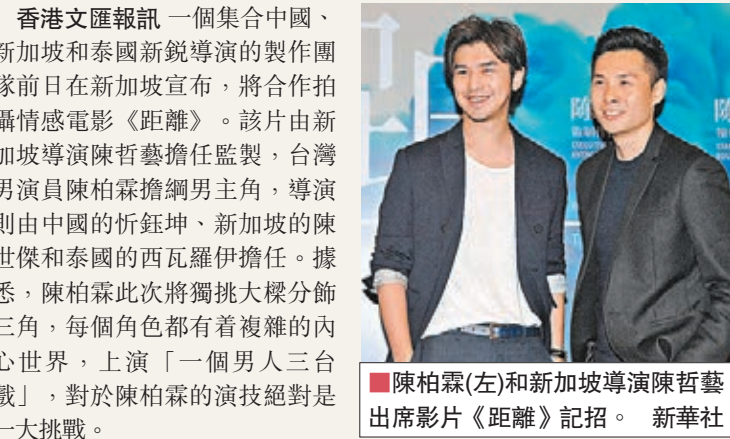 香港文匯報訊 一個集合中國、
新加坡和泰國新銳導演的製作團
隊前日在新加坡宣布，將合作拍
攝情感電影《距離》。該片由新
加坡導演陳哲藝擔任監製，台灣
男演員陳柏霖擔綱男主角，導演
則由中國的忻鈺坤、新加坡的陳
世傑和泰國的西瓦羅伊擔任。據
悉，陳柏霖此次將獨挑大樑分飾
三角，每個角色都有着複雜的內
心世界，上演「一個男人三台
戲」，對於陳柏霖的演技絕對是
一大挑戰。
陳
陳
■陳柏霖(左)和新加坡導演陳哲藝
出席影片《距離》記招。 新華社